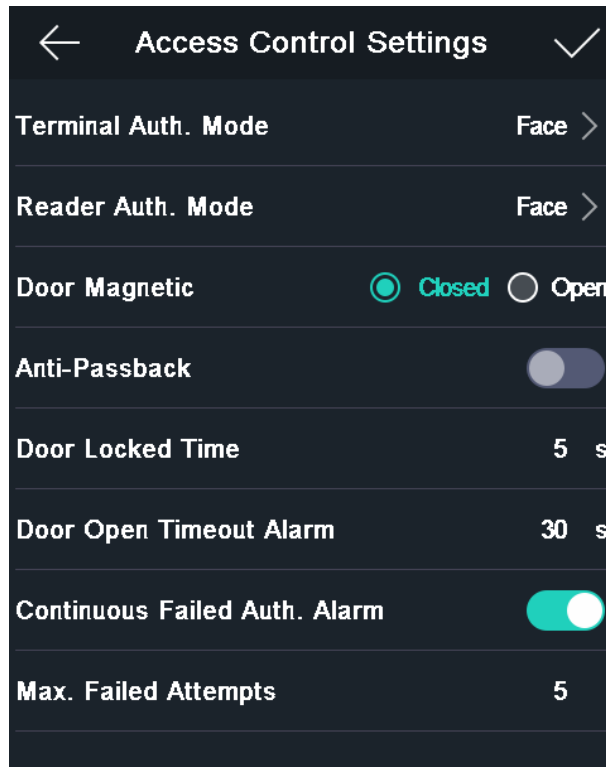 Access Control Settings
Terminal Auth. Mode Face
Reader Auth. Mode Face
Door Magnetic Closed Open
Anti-Passback
Door Locked Time 5 s
Door Open Timeout Alarm 30 s
Continuous Failed Auth. Alarm
Max. Failed Attempts 5